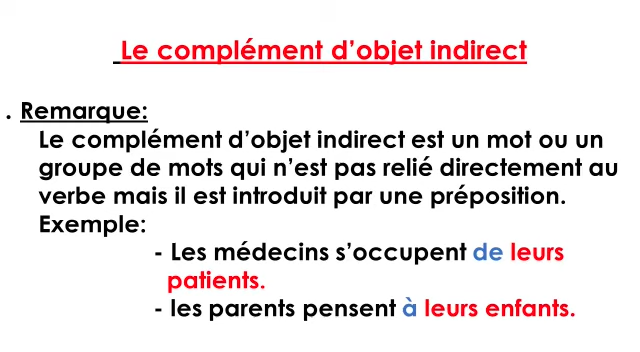 Le complément d’objet indirect
. Remarque:
Le complément d’objet indirect est un mot ou un
groupe de mots qui n’est pas relié directement au
verbe mais il est introduit par une préposition.
Exemple:
- Les médecins s’occupent de leurs
patients.
- les parents pensent à leurs enfants.